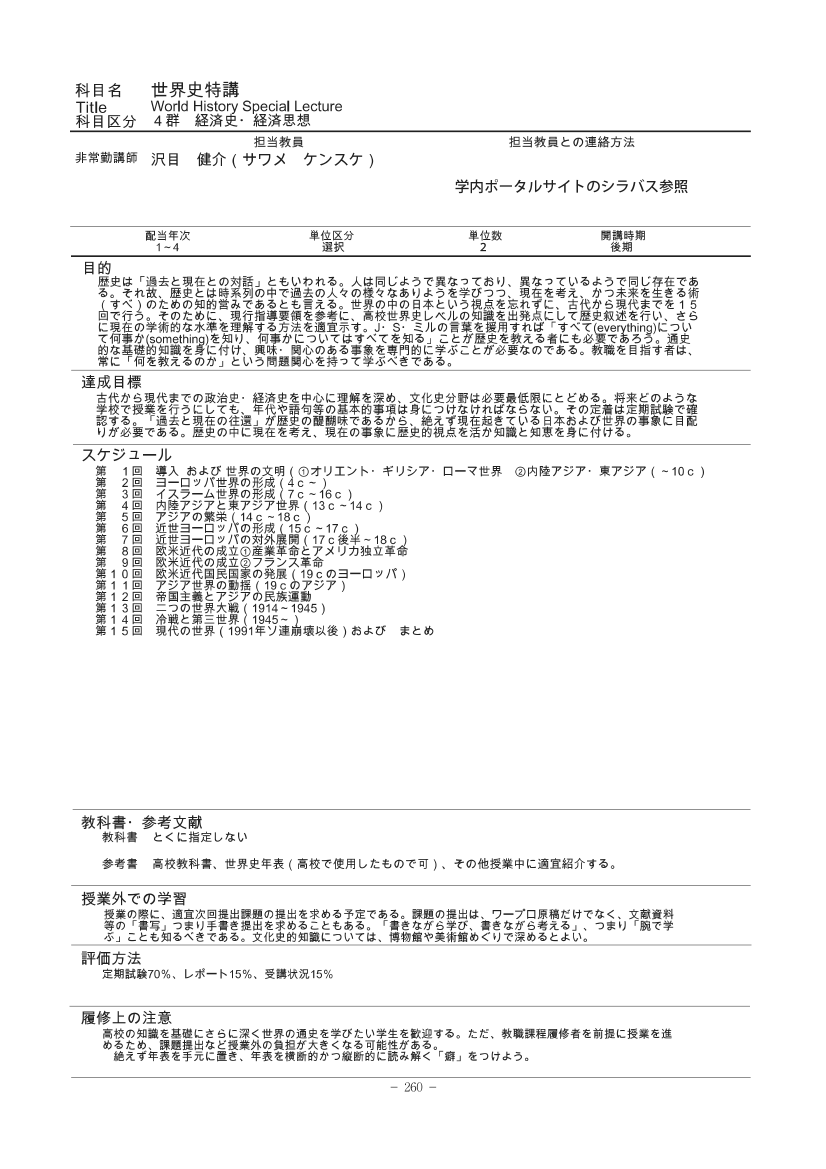 科目名　世界史特講
Title　World History Special Lecture
科目区分　４群　経済史・経済思想
担当教員　担当教員との連絡方法
非常勤講師　沢目　健介（サワメ　ケンスケ）
学内ポータルサイトのシラバス参照
配当年次　単位区分　単位数　開講時期
1~4　選択　2　後期
目的
歴史は「過去と現在との対話」ともいわれる。人は同じようで異なっており、異なっているようで同じ存在であ
る。それ故、歴史とは時系列の中で過去の人々の様々なありようを学びつつ、現在を考え、かつ未来を生きる術
（すべ）のための知的営みであるとも言える。世界の中の日本という視点を忘れずに、古代から現代までを１５
回で行う。そのために、現行指導要領を参考に、高校世界史レベルの知識を出発点にして歴史叙述を行い、さら
に現在の学術的な水準を理解する方法を適宜示す。J・S・ミルの言葉を援用すれば「すべて(everything)につい
て何事か(something)を知り、何事かについてはすべてを知る」ことが歴史を教える者にも必要であろう。通史
的な基礎的知識を身に付け、興味・関心のある事象を専門的に学ぶことが必要なのである。教職を目指す者は、
常に「何を教えるのか」という問題関心を持って学ぶべきである。
達成目標
古代から現代までの政治史・経済史を中心に理解を深め、文化史分野は必要最低限にとどめる。将来どのような
学校で授業を行うにしても、年代や語句等の基本的事項は身につけなければならない。その定着は定期試験で確
認する。「過去と現在の往還」が歴史の醍醐味であるから、絶えず現在起きている日本および世界の事象に目配
りが必要である。歴史の中に現在を考え、現在の事象に歴史的視点を活か知識と知恵を身に付ける。
スケジュール
第　１回　導入 および 世界の文明（①オリエント・ギリシア・ローマ世界　②内陸アジア・東アジア（~10ｃ）
第　２回　ヨーロッパ世界の形成（4ｃ~）
第　３回　イスラーム世界の形成（7ｃ~16ｃ）
第　４回　内陸アジアと東アジア世界（13ｃ~14ｃ）
第　５回　アジアの繁栄（14ｃ~18ｃ）
第　６回　近世ヨーロッパの形成（15ｃ~17ｃ）
第　７回　近世ヨーロッパの対外展開（17ｃ後半~18ｃ）
第　８回　欧米近代の成立①産業革命とアメリカ独立革命
第　９回　欧米近代の成立②フランス革命
第１０回　欧米近代国民国家の発展（19ｃのヨーロッパ）
第１１回　アジア世界の動揺（19ｃのアジア）
第１２回　帝国主義とアジアの民族運動
第１３回　二つの世界大戦（1914~1945）
第１４回　冷戦と第三世界（1945~）
第１５回　現代の世界（1991年ソ連崩壊以後）および　まとめ
教科書・参考文献
教科書　とくに指定しない
参考書　高校教科書、世界史年表（高校で使用したもので可）、その他授業中に適宜紹介する。
授業外での学習
授業の際に、適宜次回提出課題の提出を求める予定である。課題の提出は、ワープロ原稿だけでなく、文献資料
等の「書写」つまり手書き提出を求めることもある。「書きながら学び、書きながら考える」、つまり「腕で学
ぶ」ことも知るべきである。文化史的知識については、博物館や美術館めぐりで深めるとよい。
評価方法
定期試験70%、レポート15%、受講状況15%
履修上の注意
高校の知識を基礎にさらに深く世界の通史を学びたい学生を歓迎する。ただ、教職課程履修者を前提に授業を進
めるため、課題提出など授業外の負担が大きくなる可能性がある。
絶えず年表を手元に置き、年表を横断的かつ縦断的に読み解く「癖」をつけよう。
− 260 −